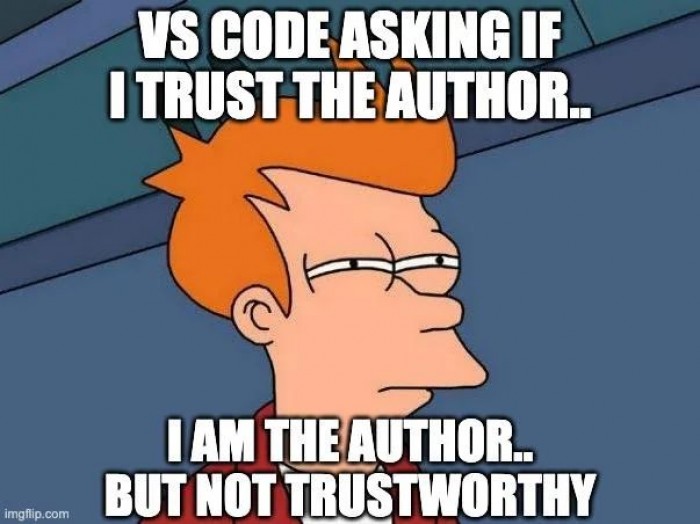 VS CODE ASKING IF
I TRUST THE AUTHOR..
I AM THE AUTHOR..
BUT NOT TRUSTWORTHY
imgflip.com